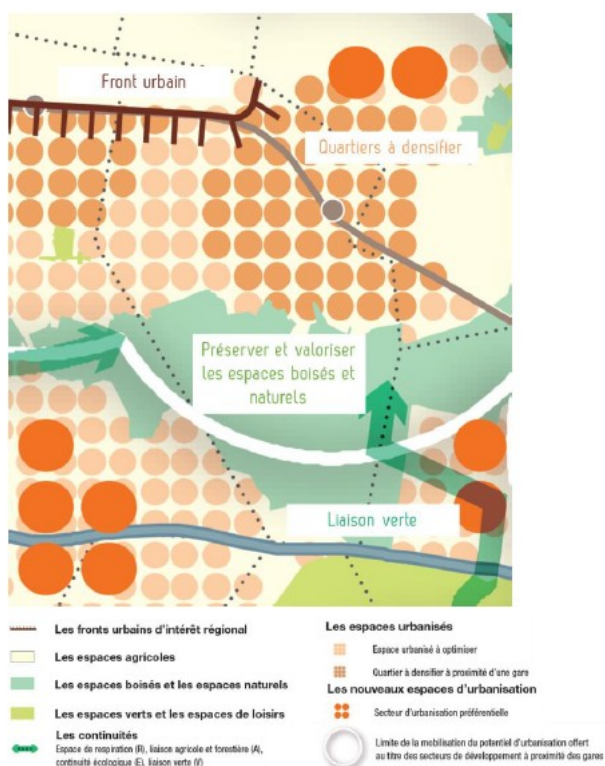 Front urbain
Quartiers à densifier
Préserver et valoriser
les espaces boisés et
naturels
Liaison verte
Les fronts urbains d'intérêt régional
Les espaces agricoles
Les espaces boisés et les espaces naturels
Les espaces verts et les espaces de loisirs
Les continuités
Espace de respiration (R), liaison agricole et forestière (A),
continuité écologique (E), liaison verte (V)
Les espaces urbanisés
Espace urbanisé à optimiser
Quartier à densifier à proximité d'une gare
Les nouveaux espaces d'urbanisation
Secteur d'urbanisation préférentielle
Limite de la mobilisation du potentiel d'urbanisation offert
au titre des secteurs de développement à proximité des gares